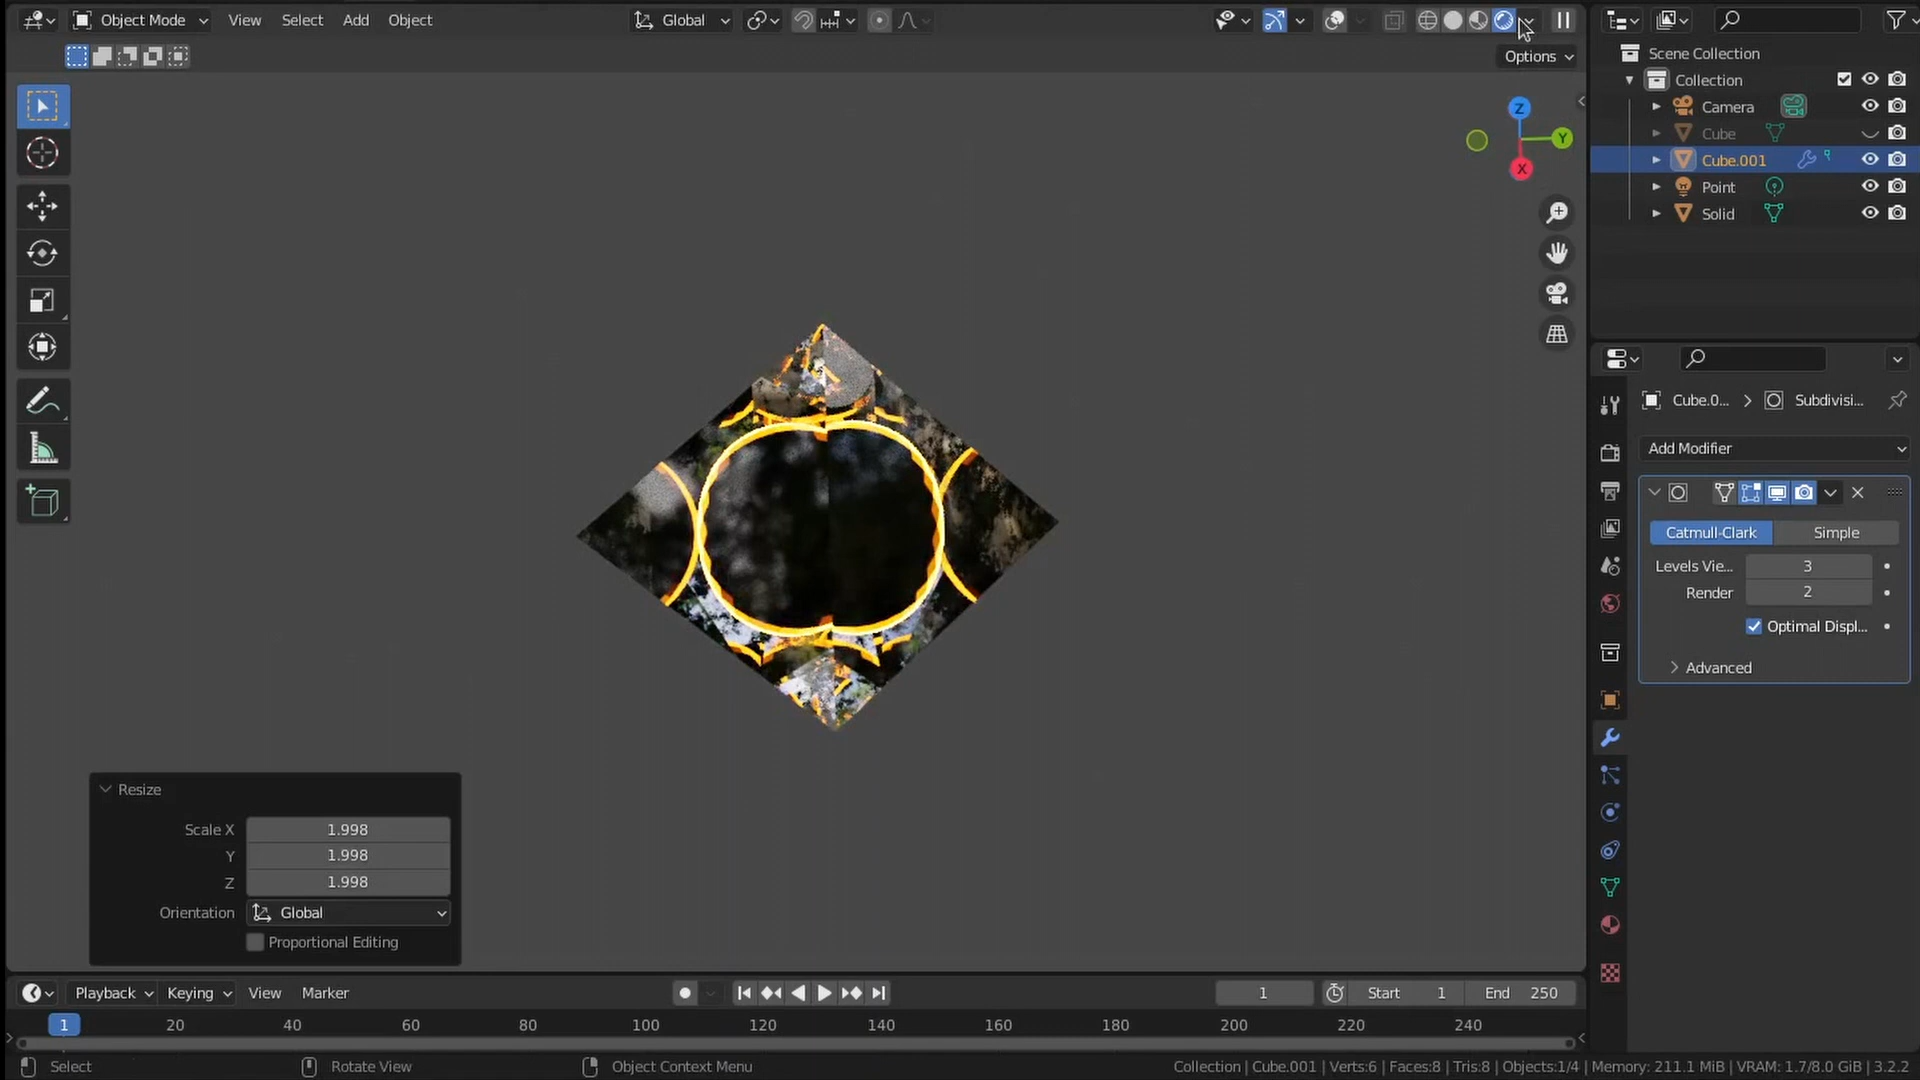 Object Mode View Select Add Object Global
Options
Z
Y
X
Scene Collection
Collection
Camera
Cube
Cube.001
Point
Solid
Cube.0... Subdivisi...
Add Modifier
Catmull-Clark Simple
Levels Vie... 3
Render 2
Optimal Displ...
Advanced
Resize
Scale X 1.998
Y 1.998
Z 1.998
Orientation Global
Proportional Editing
Playback Keying View Marker 1 Start 1 End 250
1 20 40 60 80 100 120 140 160 180 200 220 240
Select Rotate View Object Context Menu Collection | Cube.001 | Verts:6 | Faces:8 | Tris:8 | Objects:1/4 | Memory: 211.1 MiB | VRAM: 1.7/8.0 GiB | 3.2.2